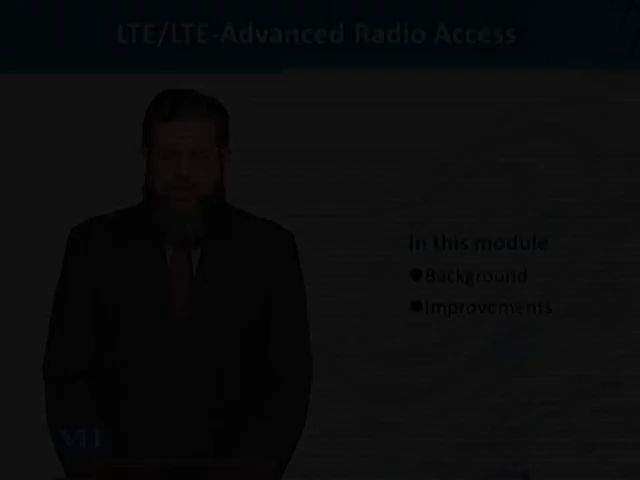 LTE/LTE-Advanced Radio Access
In this module
●Background
●Improvements